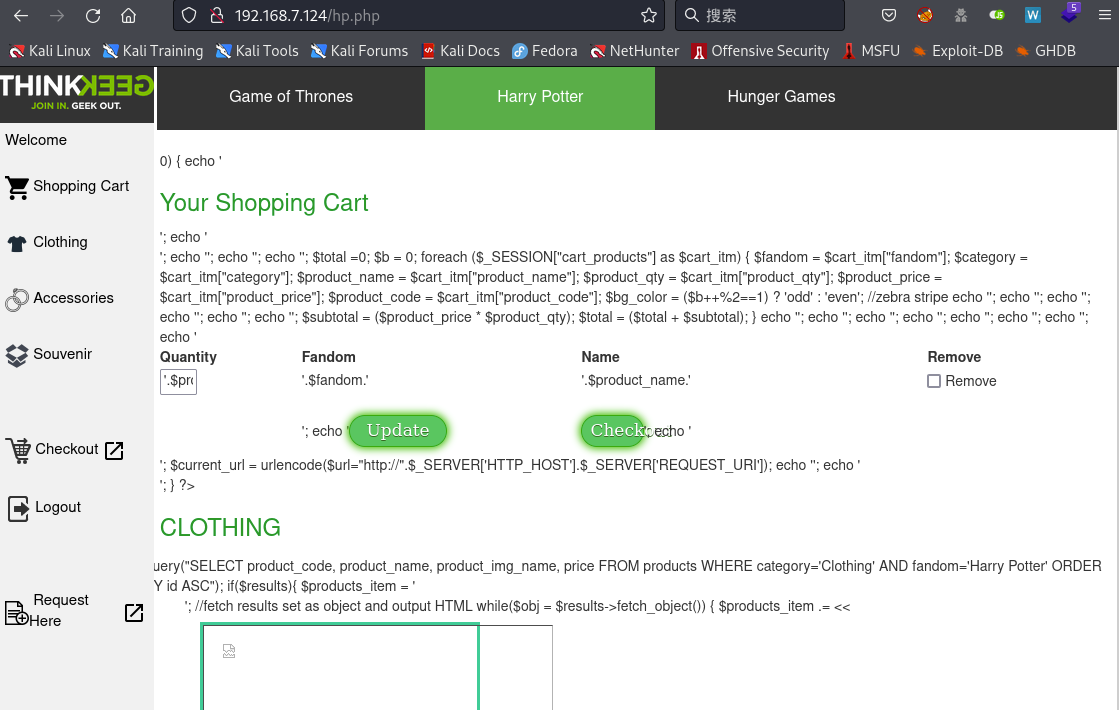 192.168.7.124/hp.php
搜索
5
Kali Linux Kali Training Kali Tools Kali Forums Kali Docs Fedora NetHunter Offensive Security MSFU Exploit-DB GHDB
THINKGEEK
JOIN IN. GEEK OUT.
Game of Thrones Harry Potter Hunger Games
Welcome
Shopping Cart
Clothing
Accessories
Souvenir
Checkout
Logout
Request
Here
0) { echo '
Your Shopping Cart
'; echo '
'; echo ''; echo ''; echo ''; $total =0; $b = 0; foreach ($_SESSION["cart_products"] as $cart_itm) { $fandom = $cart_itm["fandom"]; $category =
$cart_itm["category"]; $product_name = $cart_itm["product_name"]; $product_qty = $cart_itm["product_qty"]; $product_price =
$cart_itm["product_price"]; $product_code = $cart_itm["product_code"]; $bg_color = ($b++%2==1) ? 'odd' : 'even'; //zebra stripe echo ''; echo ''; echo '';
echo ''; echo ''; echo ''; echo ''; $subtotal = ($product_price * $product_qty); $total = ($total + $subtotal); } echo ''; echo ''; echo ''; echo ''; echo ''; echo ''; echo '';
echo '
Quantity Fandom Name Remove
'.$pro '.$fandom.' '.$product_name.' Remove
'; echo ' Update Check '; echo '
'; $current_url = urlencode($url="http://".$_SERVER['HTTP_HOST'].$_SERVER['REQUEST_URI']); echo ''; echo '
'; } ?>
CLOTHING
uery("SELECT product_code, product_name, product_img_name, price FROM products WHERE category='Clothing' AND fandom='Harry Potter' ORDER
Y id ASC"); if($results){ $products_item = '
'; //fetch results set as object and output HTML while($obj = $results->fetch_object()) { $products_item .= <<